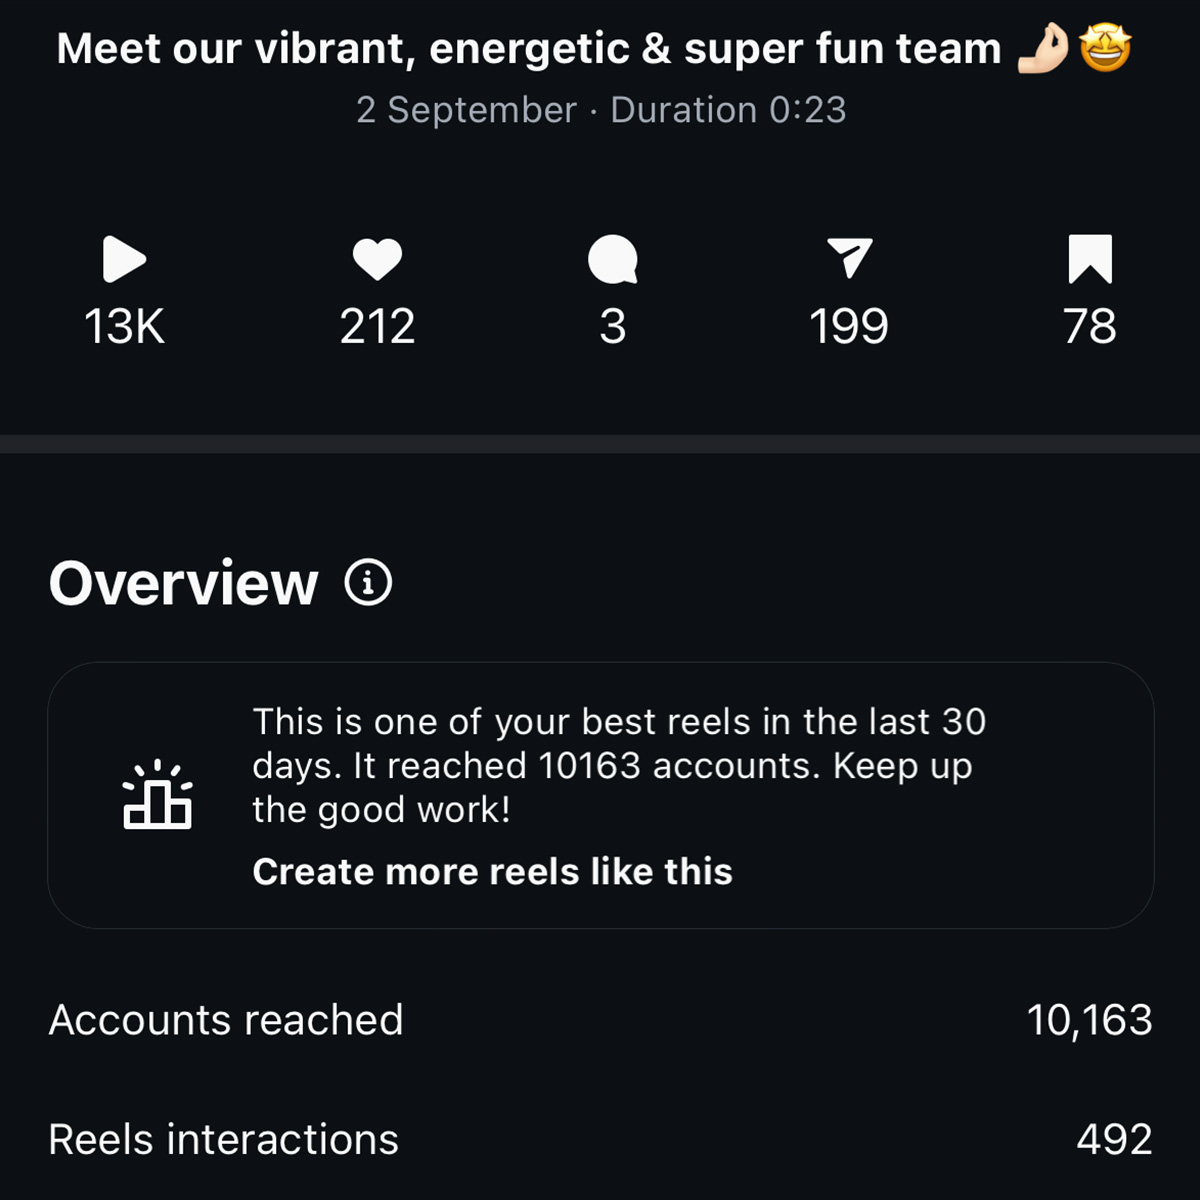 Meet our vibrant, energetic & super fun team 🤌🏻🤩
2 September · Duration 0:23
13K
212
3
199
78
Overview
This is one of your best reels in the last 30
days. It reached 10163 accounts. Keep up
the good work!
Create more reels like this
Accounts reached 10,163
Reels interactions 492